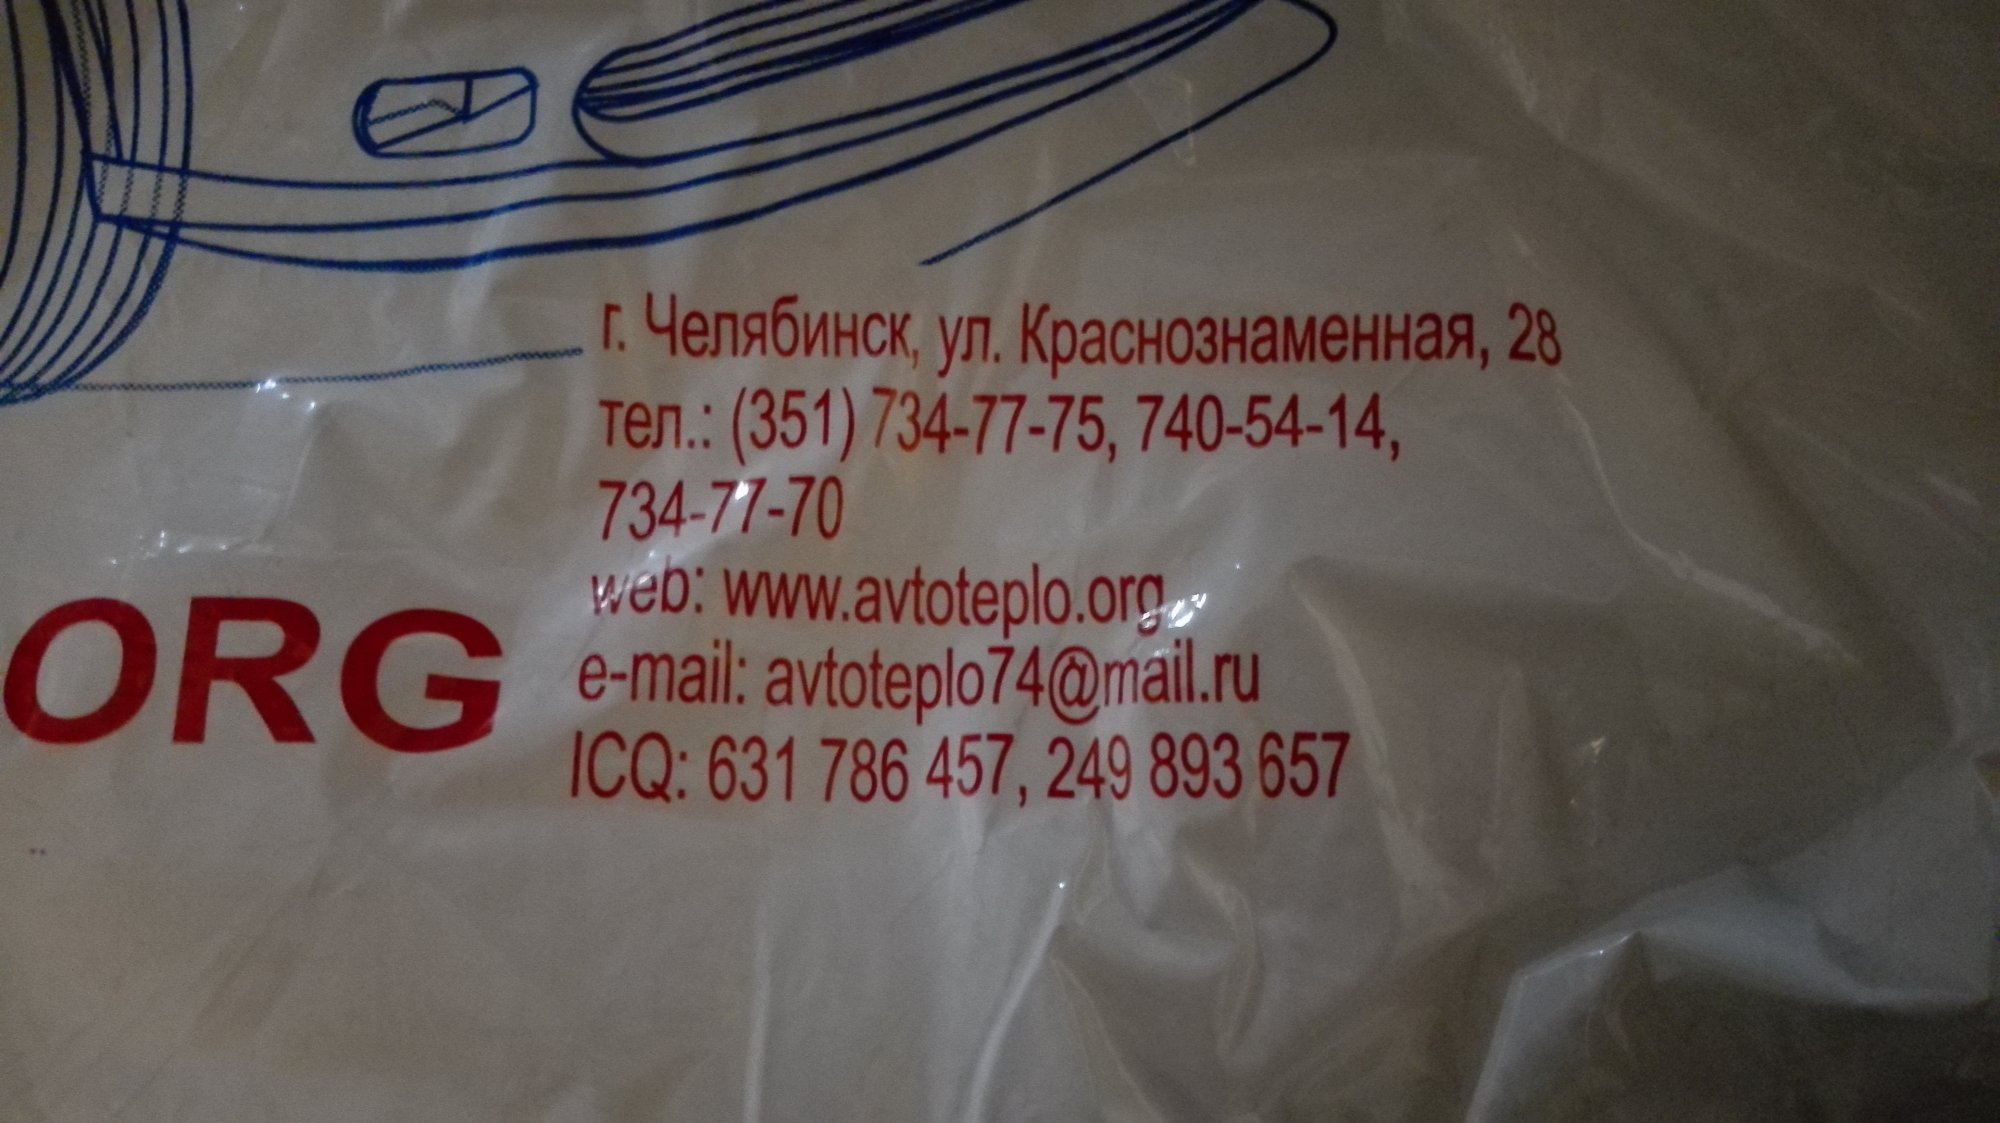 г. Челябинск, ул. Краснознаменная, 28
тел.: (351) 734-77-75, 740-54-14,
734-77-70
web: www.avtoteplo.org
e-mail: avtoteplo74@mail.ru
ICQ: 631 786 457, 249 893 657
ORG